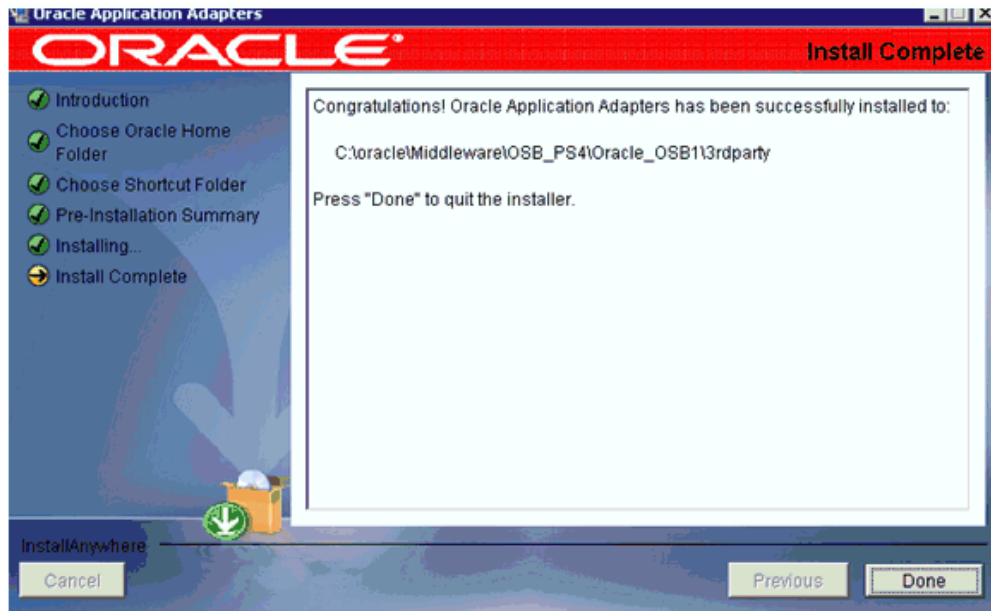 Oracle Application Adapters
ORACLE®
Install Complete
Introduction
Choose Oracle Home
Folder
Choose Shortcut Folder
Pre-Installation Summary
Installing...
Install Complete
Congratulations! Oracle Application Adapters has been successfully installed to:
C:\oracle\Middleware\OSB_PS4\Oracle_OSB1\3rdparty
Press "Done" to quit the installer.
InstallAnywhere
Cancel
Previous
Done